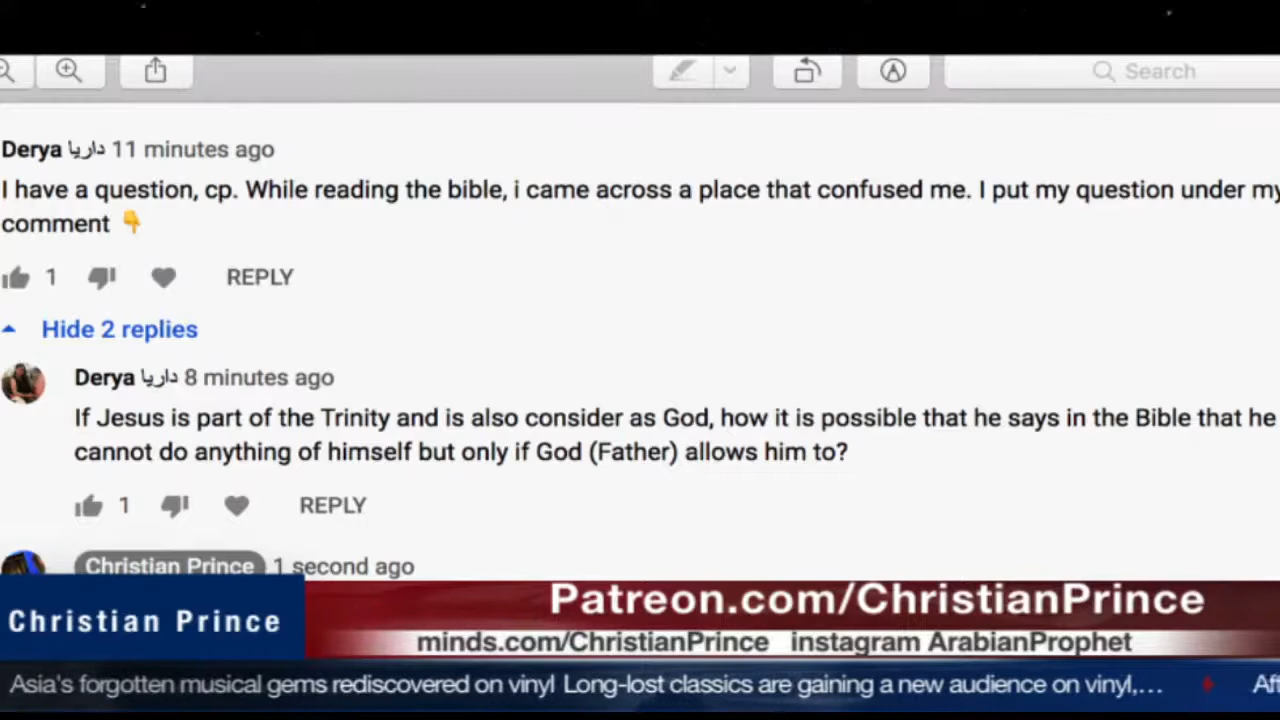 Search
Derya داريا 11 minutes ago
I have a question, cp. While reading the bible, i came across a place that confused me. I put my question under my
comment 👇
1 REPLY
Hide 2 replies
Derya داريا 8 minutes ago
If Jesus is part of the Trinity and is also consider as God, how it is possible that he says in the Bible that he
cannot do anything of himself but only if God (Father) allows him to?
1 REPLY
Christian Prince 1 second ago
Patreon.com/ChristianPrince
Christian Prince
minds.com/ChristianPrince instagram ArabianProphet
Asia's forgotten musical gems rediscovered on vinyl Long-lost classics are gaining a new audience on vinyl,... Af